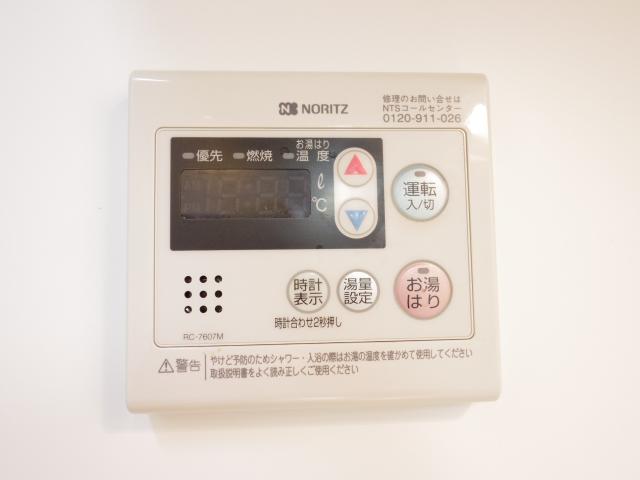 NORITZ
修理のお問い合せは
NTSコールセンター
0120-911-026
お湯はり
優先 燃焼 温度
AM
PM
ℓ
℃
運転
入/切
時計
表示
湯量
設定
お湯
はり
時計合わせ2秒押し
RC-7607M
警告
やけど予防のためシャワー・入浴の際はお湯の温度を確かめて使用してください
取扱説明書をよく読み正しくご使用ください